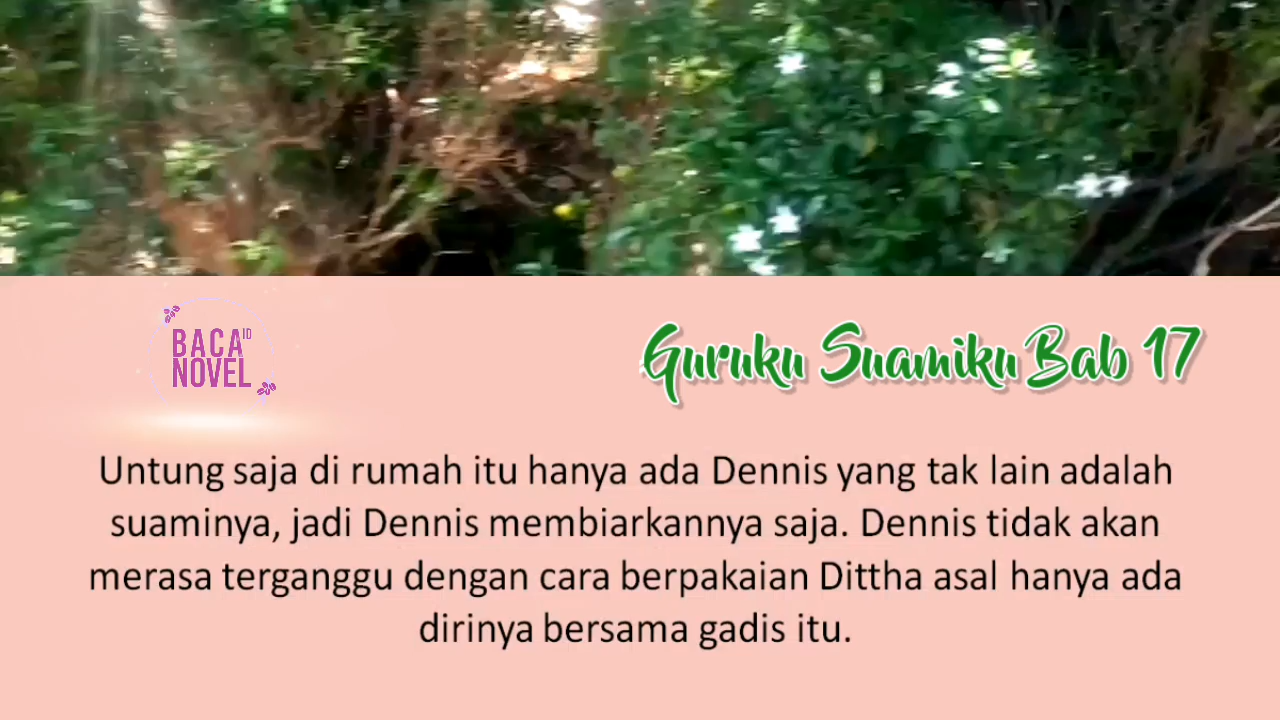 BACA ID
NOVEL
Guruku Suamiku Bab 17
Untung saja di rumah itu hanya ada Dennis yang tak lain adalah
suaminya, jadi Dennis membiarkannya saja. Dennis tidak akan
merasa terganggu dengan cara berpakaian Dittha asal hanya ada
dirinya bersama gadis itu.